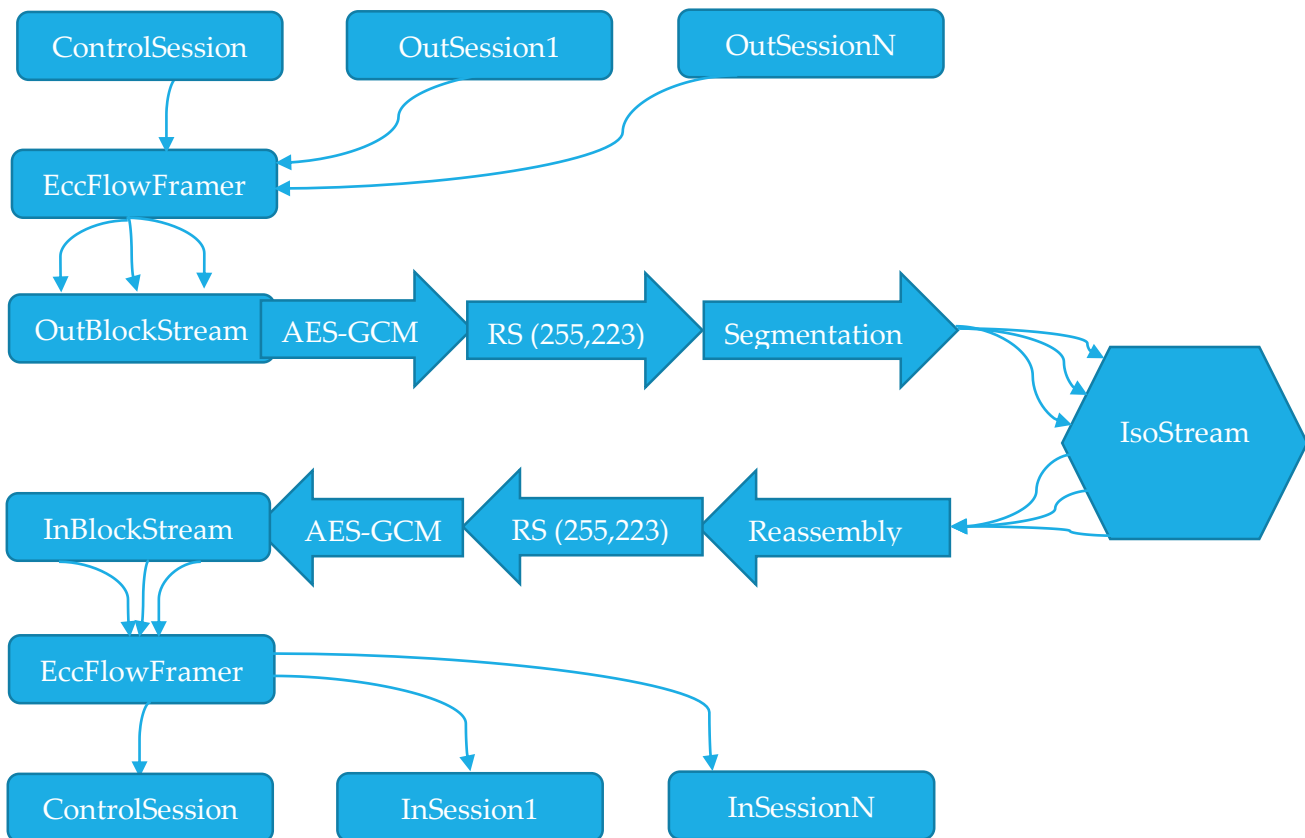 ControlSession
OutSession1
OutSessionN
EccFlowFramer
OutBlockStream
AES-GCM
RS (255,223)
Segmentation
IsoStream
InBlockStream
AES-GCM
RS (255,223)
Reassembly
EccFlowFramer
ControlSession
InSession1
InSessionN